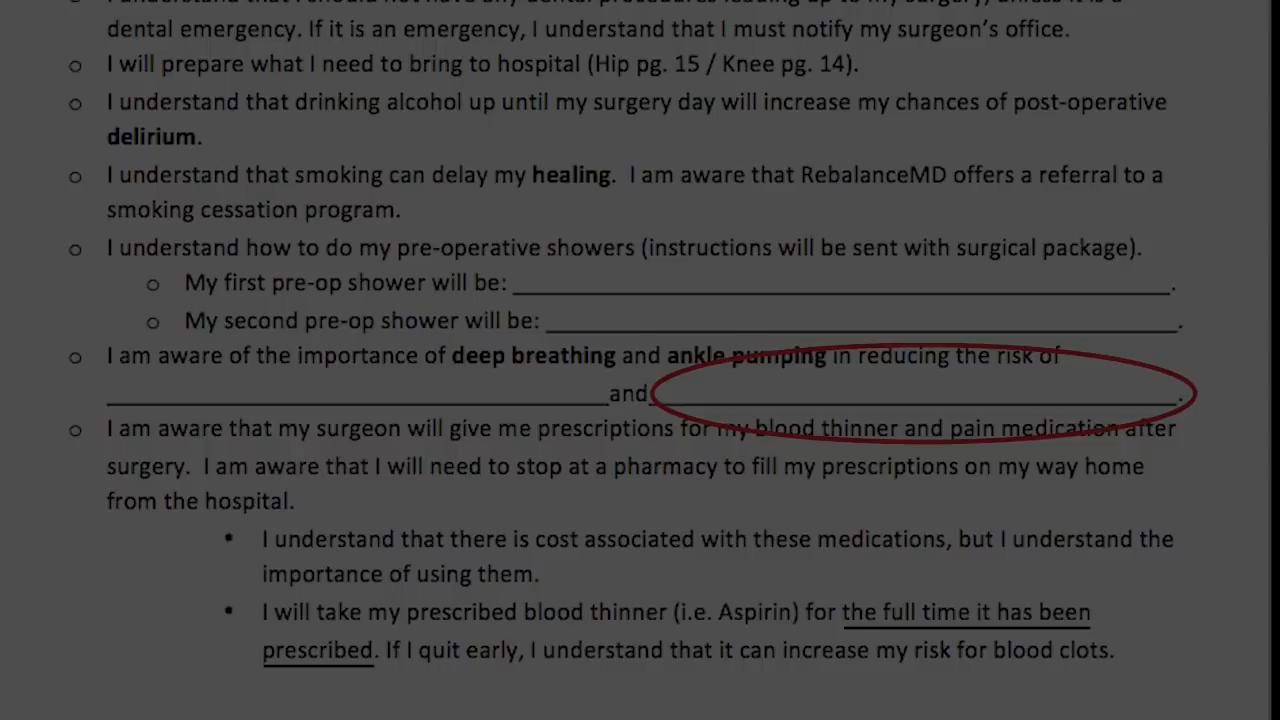 I understand that I should not have any dental procedures leading up to my surgery, unless it is a
dental emergency. If it is an emergency, I understand that I must notify my surgeon's office.
o I will prepare what I need to bring to hospital (Hip pg. 15 / Knee pg. 14).
o I understand that drinking alcohol up until my surgery day will increase my chances of post-operative
delirium.
o I understand that smoking can delay my healing. I am aware that RebalanceMD offers a referral to a
smoking cessation program.
o I understand how to do my pre-operative showers (instructions will be sent with surgical package).
o My first pre-op shower will be: ______.
o My second pre-op shower will be: ______.
o I am aware of the importance of deep breathing and ankle pumping in reducing the risk of
______and______.
o I am aware that my surgeon will give me prescriptions for my blood thinner and pain medication after
surgery. I am aware that I will need to stop at a pharmacy to fill my prescriptions on my way home
from the hospital.
• I understand that there is cost associated with these medications, but I understand the
importance of using them.
• I will take my prescribed blood thinner (i.e. Aspirin) for the full time it has been
prescribed. If I quit early, I understand that it can increase my risk for blood clots.